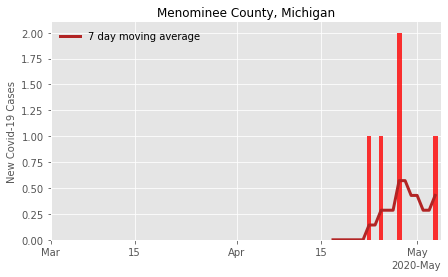 Menominee County, Michigan
7 day moving average
New Covid-19 Cases
2.00
1.75
1.50
1.25
1.00
0.75
0.50
0.25
0.00
Mar
15
Apr
15
May
2020-May